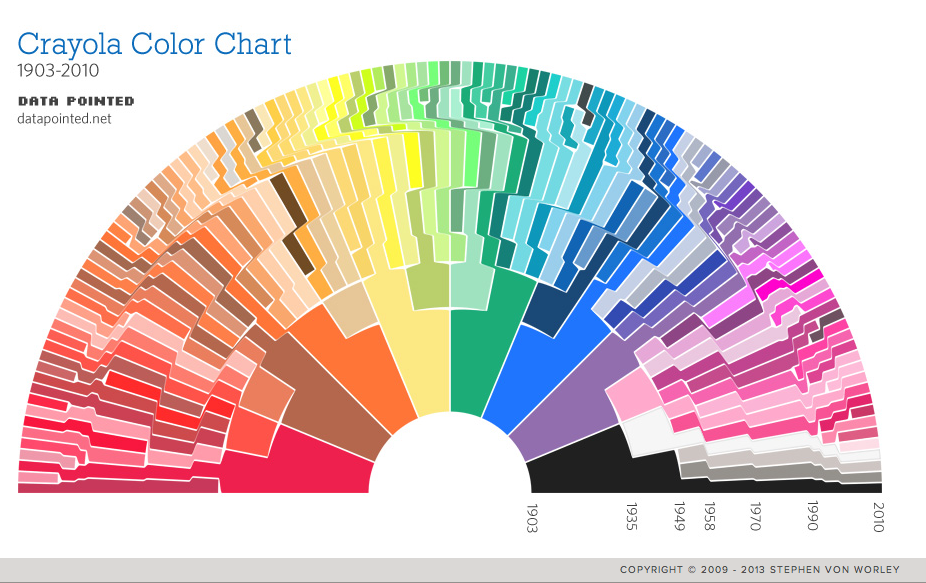 Crayola Color Chart
1903-2010
DATA POINTED
datapointed.net
1903
1935
1949
1958
1970
1990
2010
COPYRIGHT © 2009 - 2013 STEPHEN VON WORLEY